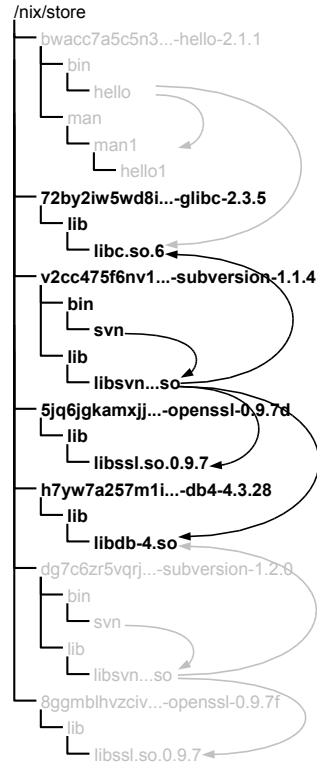 /nix/store
bwacc7a5c5n3...-hello-2.1.1
bin
hello
man
man1
hello1
72by2iw5wd8i...-glibc-2.3.5
lib
libc.so.6
v2cc475f6nv1...-subversion-1.1.4
bin
svn
lib
libsvn...so
5jq6jgkamxjj...-openssl-0.9.7d
lib
libssl.so.0.9.7
h7yw7a257m1i...-db4-4.3.28
lib
libdb-4.so
dg7c6zr5vqrj...-subversion-1.2.0
bin
svn
lib
libsvn...so
8ggmblhvzciv...-openssl-0.9.7f
lib
libssl.so.0.9.7